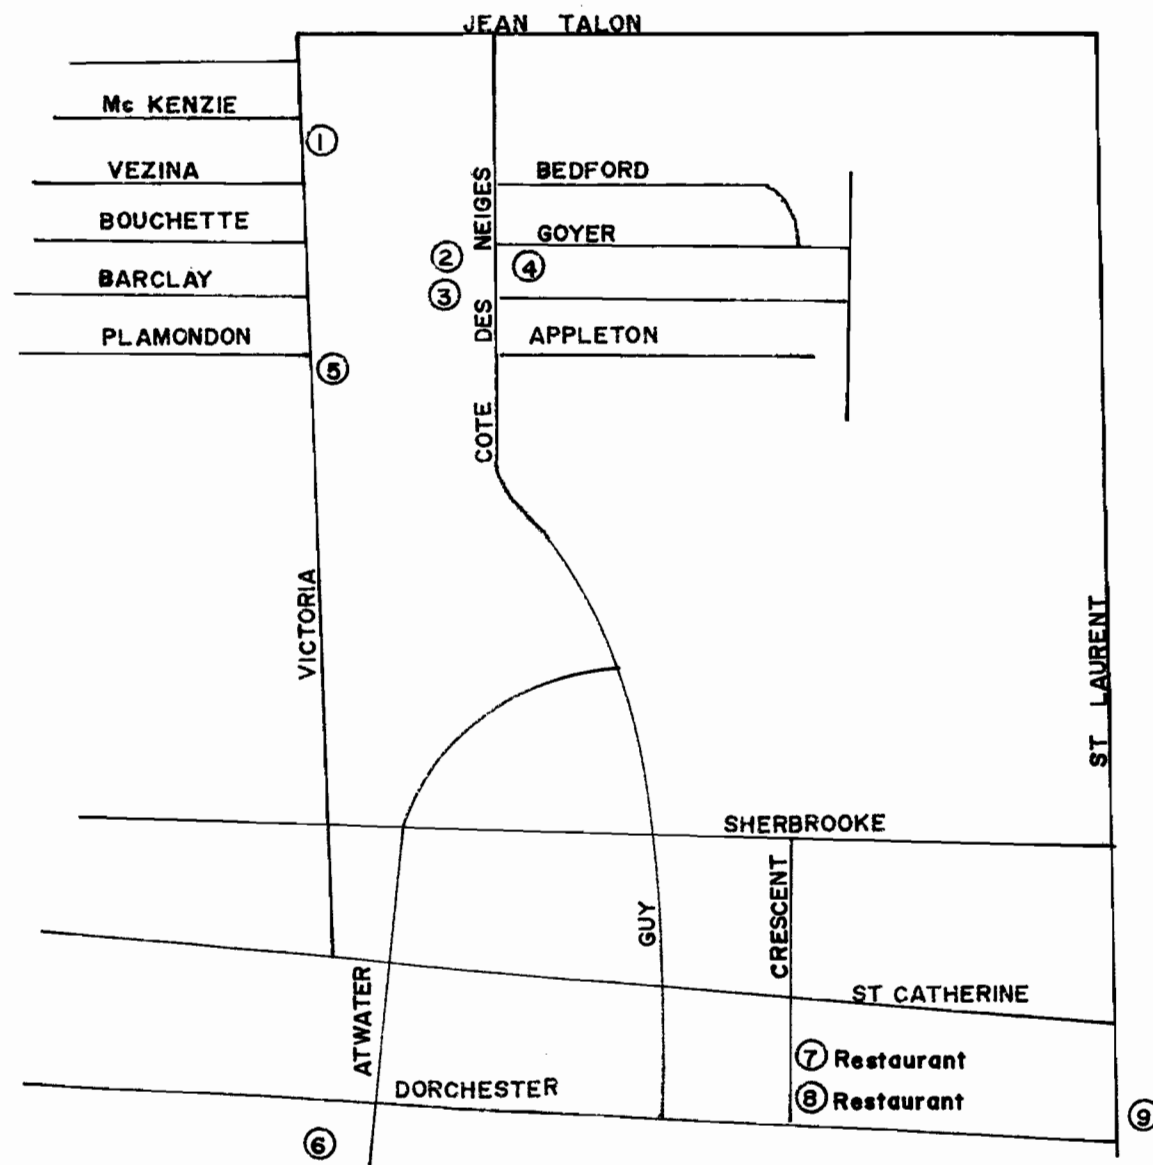 JEAN TALON
Mc KENZIE
1
VEZINA
BEDFORD
BOUCHETTE
GOYER
2
4
BARCLAY
3
PLAMONDON
APPLETON
5
COTE DES NEIGES
VICTORIA
ST LAURENT
SHERBROOKE
GUY
CRESCENT
ATWATER
ST CATHERINE
7 Restaurant
DORCHESTER
8 Restaurant
9
6